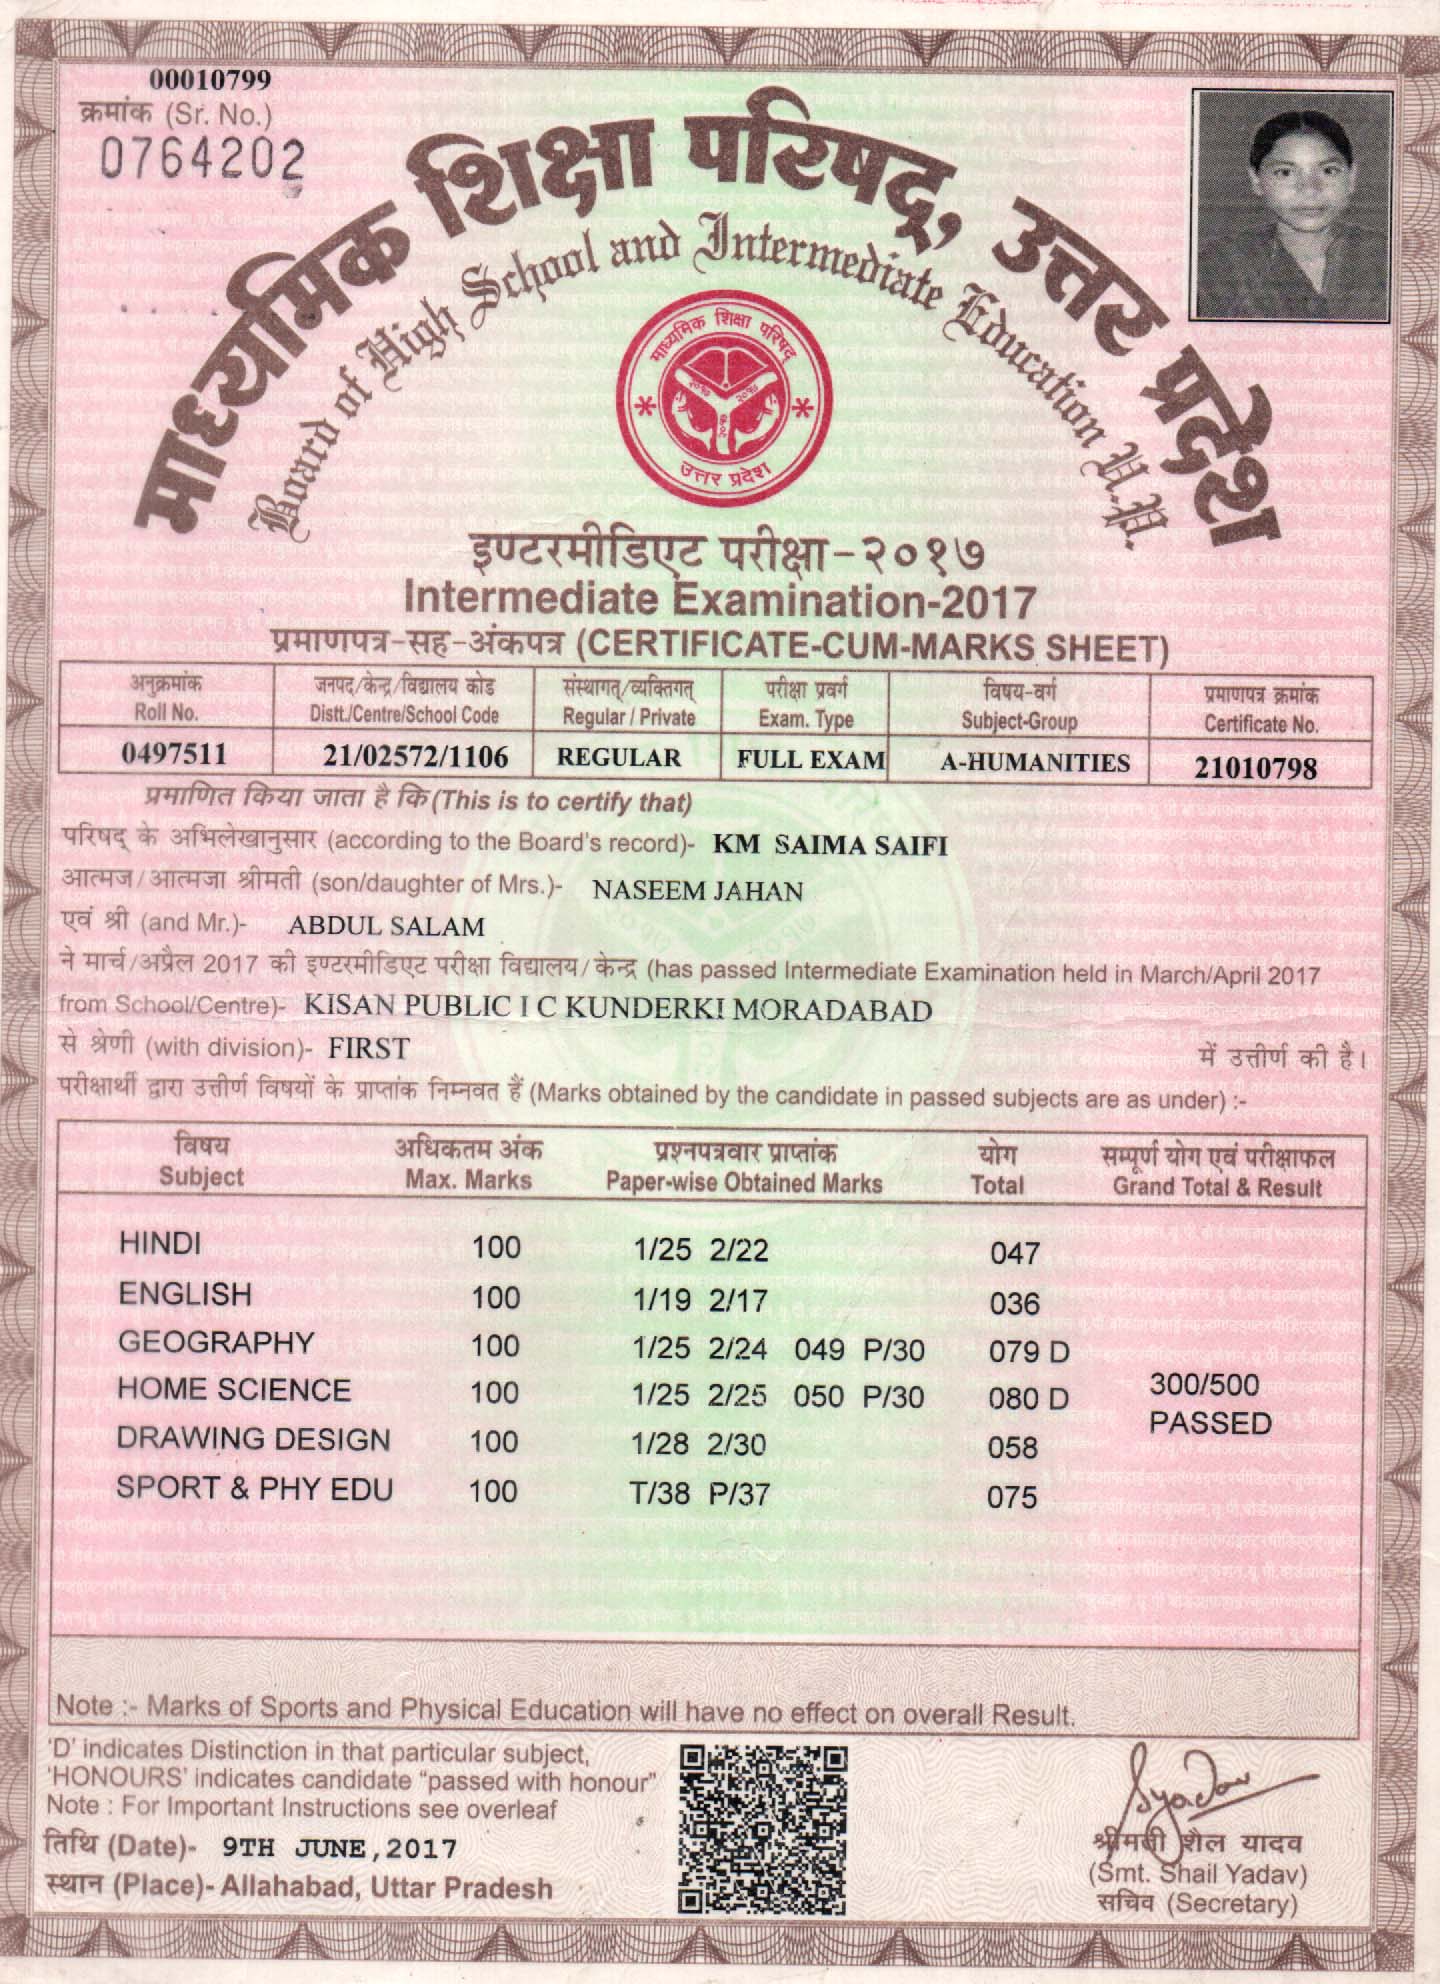 00010799
क्रमांक (Sr. No.)
0764202
माध्यमिक शिक्षा परिषद्, उत्तर प्रदेश
Board of High School and Intermediate Education U.P.
माध्यमिक शिक्षा परिषद्
२०१७ २०१७
२०१७
उत्तर प्रदेश
इण्टरमीडिएट परीक्षा-२०१७
Intermediate Examination-2017
प्रमाणपत्र-सह-अंकपत्र (CERTIFICATE-CUM-MARKS SHEET)
अनुक्रमांक जनपद/केन्द्र/विद्यालय कोड संस्थागत्/व्यक्तिगत् परीक्षा प्रवर्ग विषय-वर्ग प्रमाणपत्र क्रमांक
Roll No. Distt./Centre/School Code Regular / Private Exam. Type Subject-Group Certificate No.
0497511 21/02572/1106 REGULAR FULL EXAM A-HUMANITIES 21010798
प्रमाणित किया जाता है कि (This is to certify that)
परिषद् के अभिलेखानुसार (according to the Board's record)- KM SAIMA SAIFI
आत्मज/आत्मजा श्रीमती (son/daughter of Mrs.)- NASEEM JAHAN
एवं श्री (and Mr.)- ABDUL SALAM
ने मार्च/अप्रैल 2017 की इण्टरमीडिएट परीक्षा विद्यालय/केन्द्र (has passed Intermediate Examination held in March/April 2017
from School/Centre)- KISAN PUBLIC I C KUNDERKI MORADABAD
से श्रेणी (with division)- FIRST में उत्तीर्ण की है।
परीक्षार्थी द्वारा उत्तीर्ण विषयों के प्राप्तांक निम्नवत हैं (Marks obtained by the candidate in passed subjects are as under) :-
विषय अधिकतम अंक प्रश्नपत्रवार प्राप्तांक योग सम्पूर्ण योग एवं परीक्षाफल
Subject Max. Marks Paper-wise Obtained Marks Total Grand Total & Result
HINDI 100 1/25 2/22 047
ENGLISH 100 1/19 2/17 036
GEOGRAPHY 100 1/25 2/24 049 P/30 079 D
HOME SCIENCE 100 1/25 2/25 050 P/30 080 D 300/500
PASSED
DRAWING DESIGN 100 1/28 2/30 058
SPORT & PHY EDU 100 T/38 P/37 075
Note :- Marks of Sports and Physical Education will have no effect on overall Result.
'D' indicates Distinction in that particular subject,
'HONOURS' indicates candidate "passed with honour"
Note : For Important Instructions see overleaf
तिथि (Date)- 9TH JUNE,2017
स्थान (Place)- Allahabad, Uttar Pradesh
Syadav
श्रीमती शैल यादव
(Smt. Shail Yadav)
सचिव (Secretary)